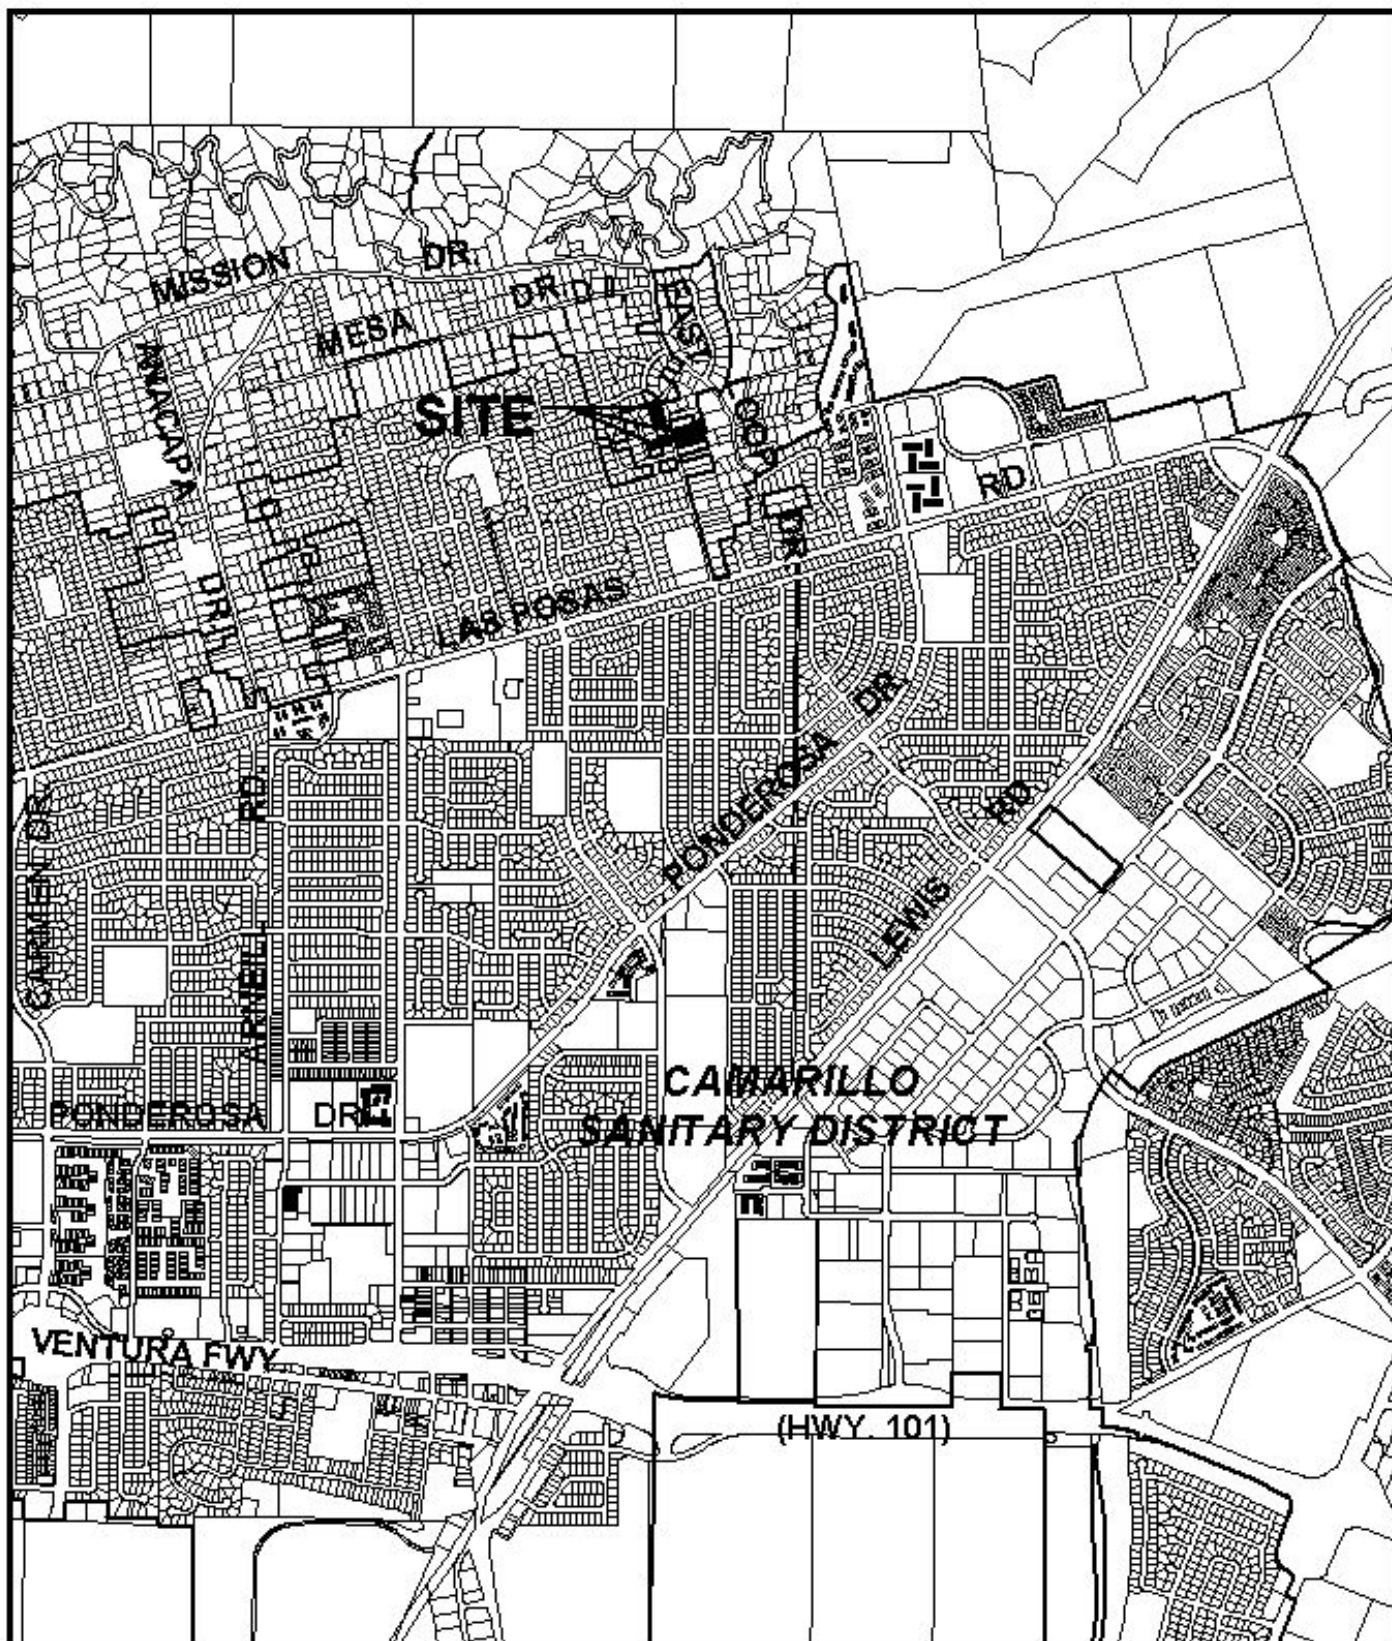 MISSION DR.
MESA DR.
EAST LOOP DR.
ANACAPA DR.
SITE
RD
LAS POSAS
PONDEROSA DR.
LEWIS RD
CARMEN DR.
ARNEILL RD.
CAMARILLO
SANITARY DISTRICT
PONDEROSA DR.
VENTURA FWY
(HWY. 101)